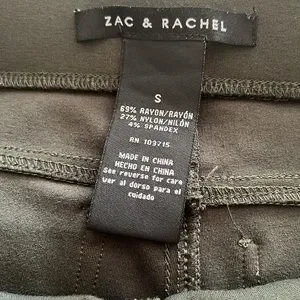 ZAC & RACHEL
S
69% RAYON/RAYÓN
27% NYLON/NILÓN
4% SPANDEX
RN 109715
MADE IN CHINA
HECHO EN CHINA
See reverse for care
Ver al dorso para el
cuidado